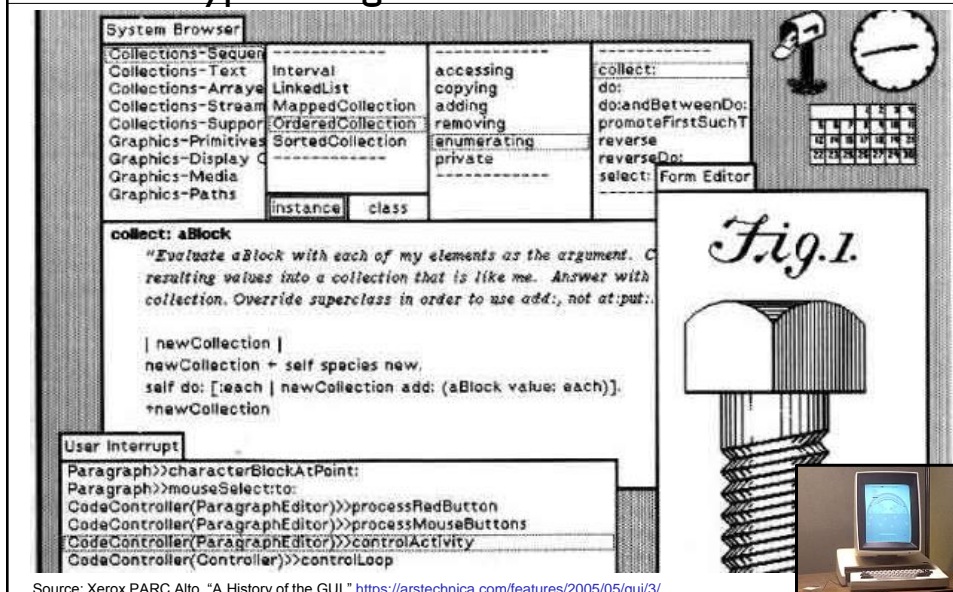 System Browser
Collections-Sequen
Collections-Text
Collections-Arraye
Collections-Stream
Collections-Suppor
Graphics-Primitives
Graphics-Display
Graphics-Media
Graphics-Paths
------------
Interval
LinkedList
MappedCollection
OrderedCollection
SortedCollection
------------
instance class
------------
accessing
copying
adding
removing
enumerating
private
------------
------------
collect:
do:
do:andBetweenDo:
promoteFirstSuchT
reverse
reverseDo:
select:
Form Editor
collect: aBlock
"Evaluate aBlock with each of my elements as the argument. C
resulting values into a collection that is like me. Answer with
collection. Override superclass in order to use add:, not at:put:.
| newCollection |
newCollection ← self species new.
self do: [:each | newCollection add: (aBlock value: each)].
↑newCollection
Fig.1.
User Interrupt
Paragraph>>characterBlockAtPoint:
Paragraph>>mouseSelect:to:
CodeController(ParagraphEditor)>>processRedButton
CodeController(ParagraphEditor)>>processMouseButtons
CodeController(ParagraphEditor)>>controlActivity
CodeController(Controller)>>controlLoop
Source: Xerox PARC Alto, "A History of the GUI," https://arstechnica.com/features/2005/05/gui/3/